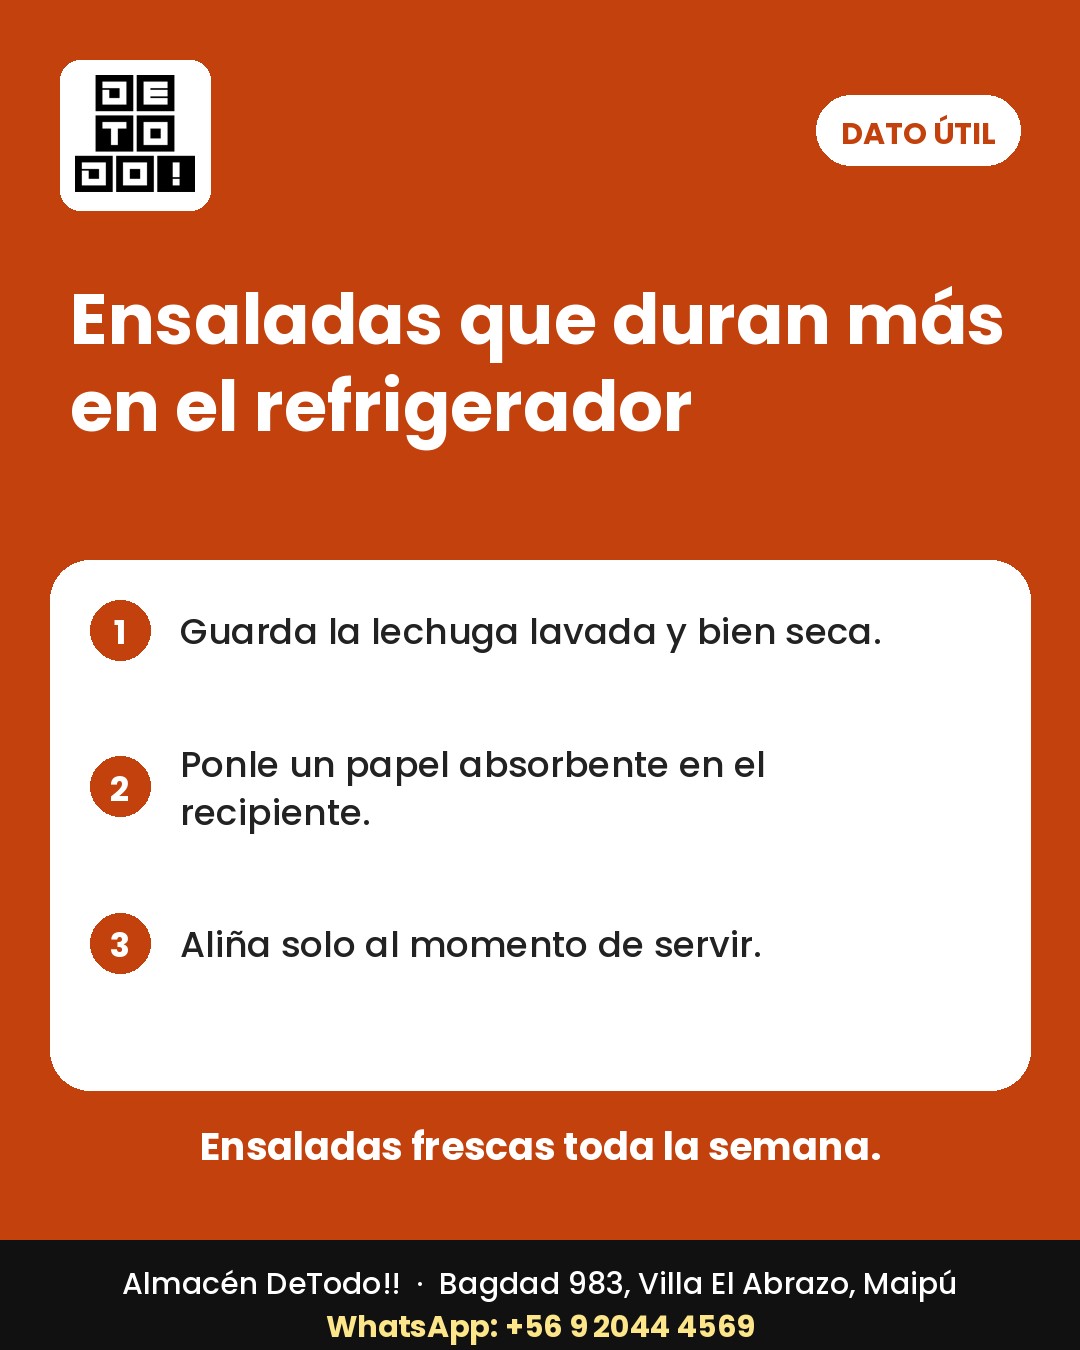 DE
TO
DO!
DATO ÚTIL
Ensaladas que duran más
en el refrigerador
1 Guarda la lechuga lavada y bien seca.
2 Ponle un papel absorbente en el
recipiente.
3 Aliña solo al momento de servir.
Ensaladas frescas toda la semana.
Almacén DeTodo!! · Bagdad 983, Villa El Abrazo, Maipú
WhatsApp: +56 9 2044 4569